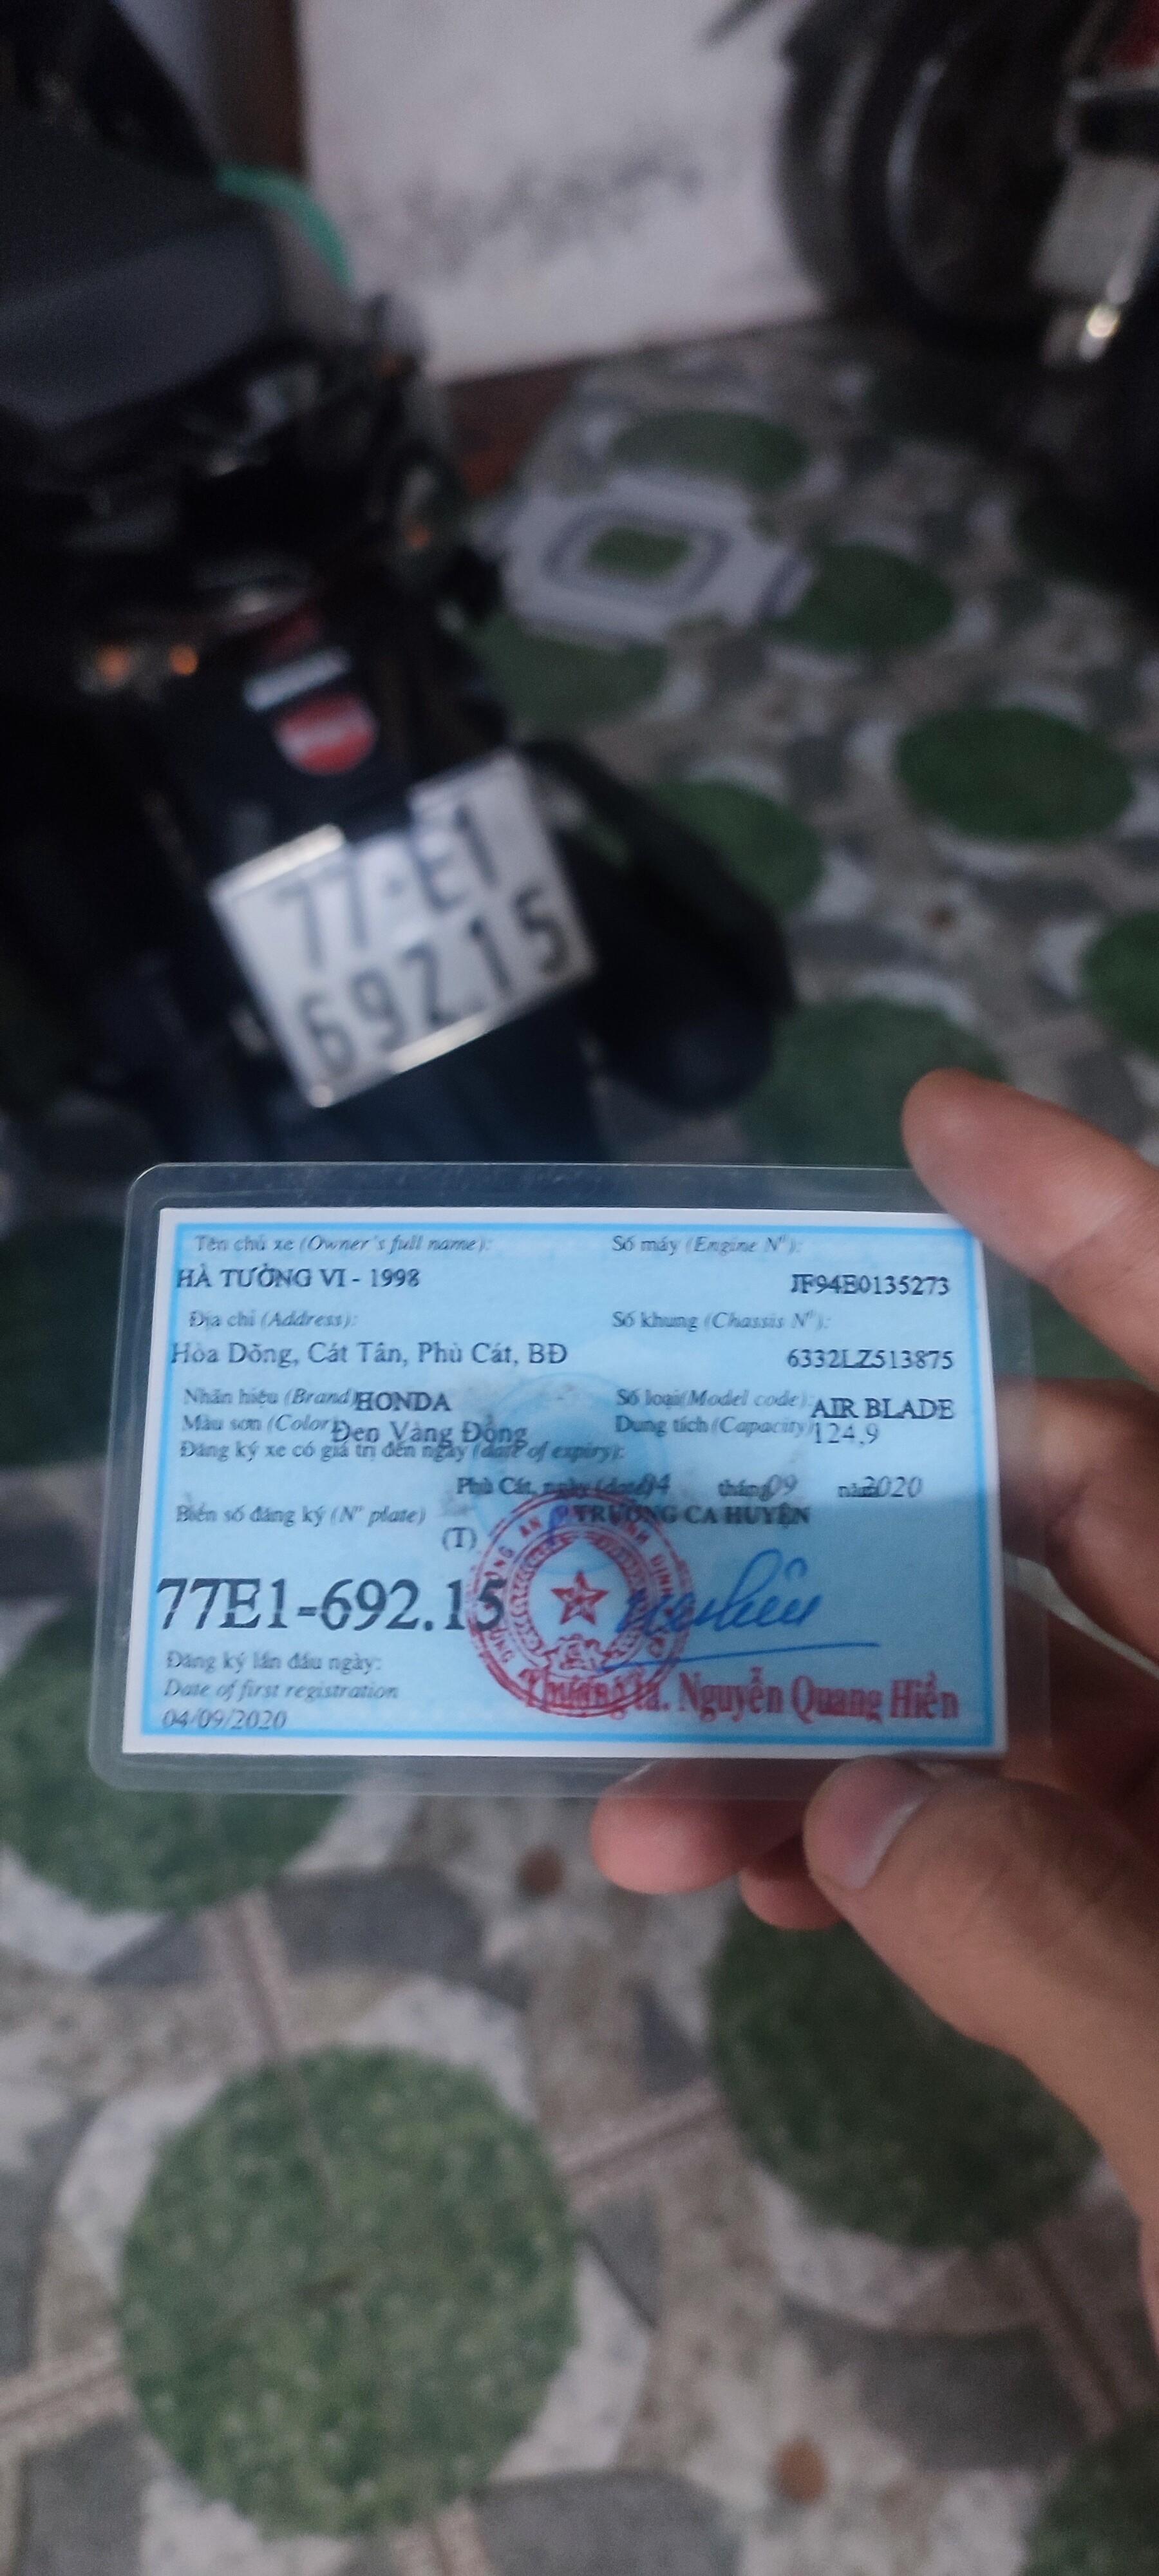 77-E1
692.15
Tên chủ xe (Owner's full name):
HÀ TƯỜNG VI - 1998
Số máy (Engine N°):
JF94E0135273
Địa chỉ (Address):
Hòa Dõng, Cát Tân, Phù Cát, BĐ
Số khung (Chassis N°):
6332LZ513875
Nhãn hiệu (Brand) HONDA
Số loại (Model code): AIR BLADE
Màu sơn (Color) Đen Vàng Đồng
Dung tích (Capacity) 124,9
Đăng ký xe có giá trị đến ngày (date of expiry):
Phù Cát, ngày (date) 04 tháng 09 năm 2020
Biển số đăng ký (N° plate)
(T)
TRƯỞNG CA HUYỆN
77E1-692.15
Đăng ký lần đầu ngày:
Date of first registration
04/09/2020
Thượng tá. Nguyễn Quang Hiền